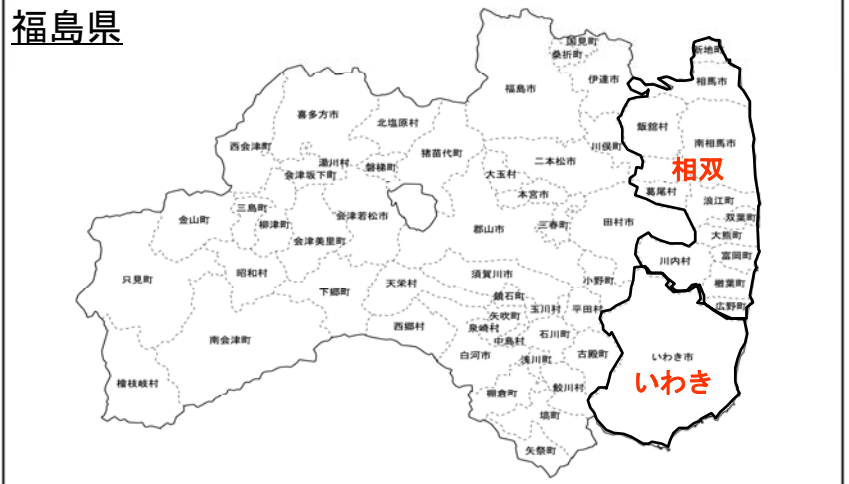 福島県
国見町
新地町
桑折町
伊達市
相馬市
福島市
喜多方市
北塩原村
飯舘村
南相馬市
西会津町
川俣町
猪苗代町
湯川村
磐梯町
二本松市
相双
会津坂下町
大玉村
葛尾村
本宮市
浪江町
三島町
金山町
会津若松市
双葉町
柳津町
三春町
田村市
郡山市
大熊町
会津美里町
富岡町
川内村
昭和村
須賀川市
只見町
小野町
天栄村
楢葉町
下郷町
鏡石町
広野町
玉川村
平田村
矢吹町
西郷村
泉崎村
石川町
南会津町
中島村
白河市
古殿町
いわき市
浅川町
いわき
檜枝岐村
鮫川村
棚倉町
塙町
矢祭町